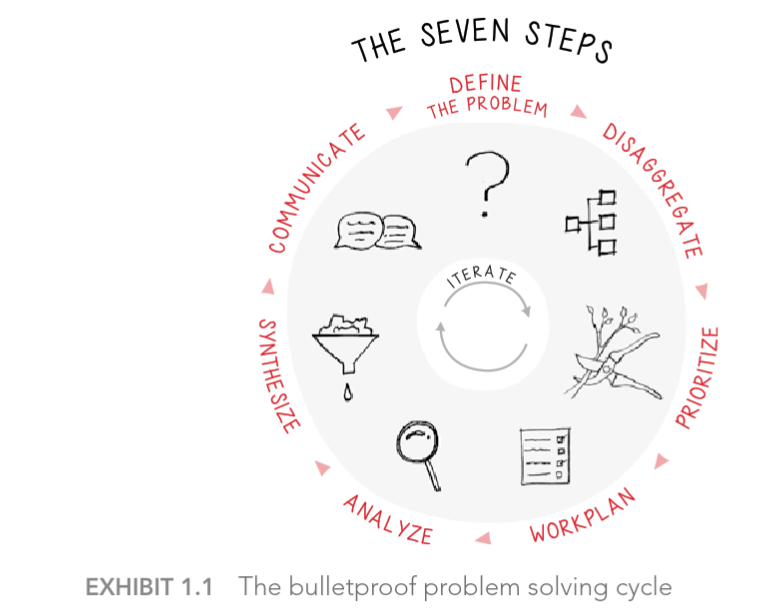 THE SEVEN STEPS
DEFINE
THE PROBLEM
DISAGGREGATE
PRIORITIZE
WORKPLAN
ANALYZE
SYNTHESIZE
COMMUNICATE
ITERATE
EXHIBIT 1.1 The bulletproof problem solving cycle